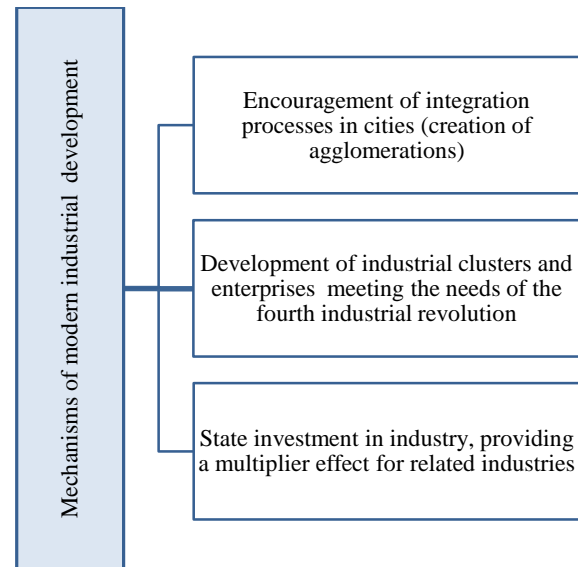 Mechanisms of modern industrial  development
Encouragement of integration
processes in cities (creation of
agglomerations)
Development of industrial clusters and
enterprises  meeting the needs of the
fourth industrial revolution
State investment in industry, providing
a multiplier effect for related industries